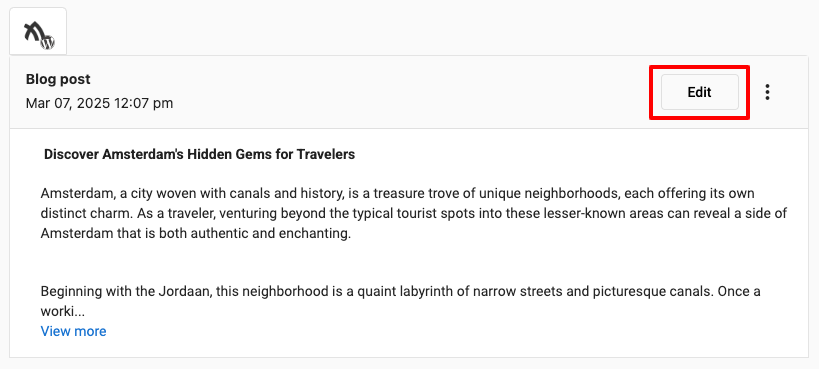 Blog post
Mar 07, 2025 12:07 pm
Edit
Discover Amsterdam's Hidden Gems for Travelers
Amsterdam, a city woven with canals and history, is a treasure trove of unique neighborhoods, each offering its own
distinct charm. As a traveler, venturing beyond the typical tourist spots into these lesser-known areas can reveal a side of
Amsterdam that is both authentic and enchanting.
Beginning with the Jordaan, this neighborhood is a quaint labyrinth of narrow streets and picturesque canals. Once a
worki...
View more